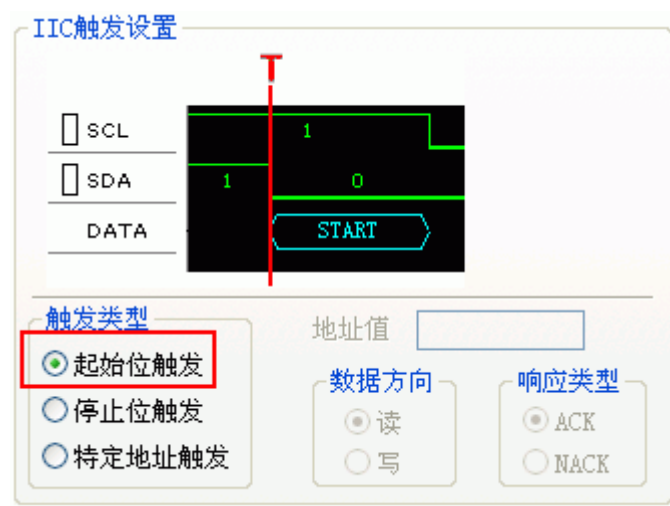 IIC触发设置
T
SCL
1
SDA
1
0
DATA
START
触发类型
起始位触发
停止位触发
特定地址触发
地址值
数据方向
读
写
响应类型
ACK
NACK